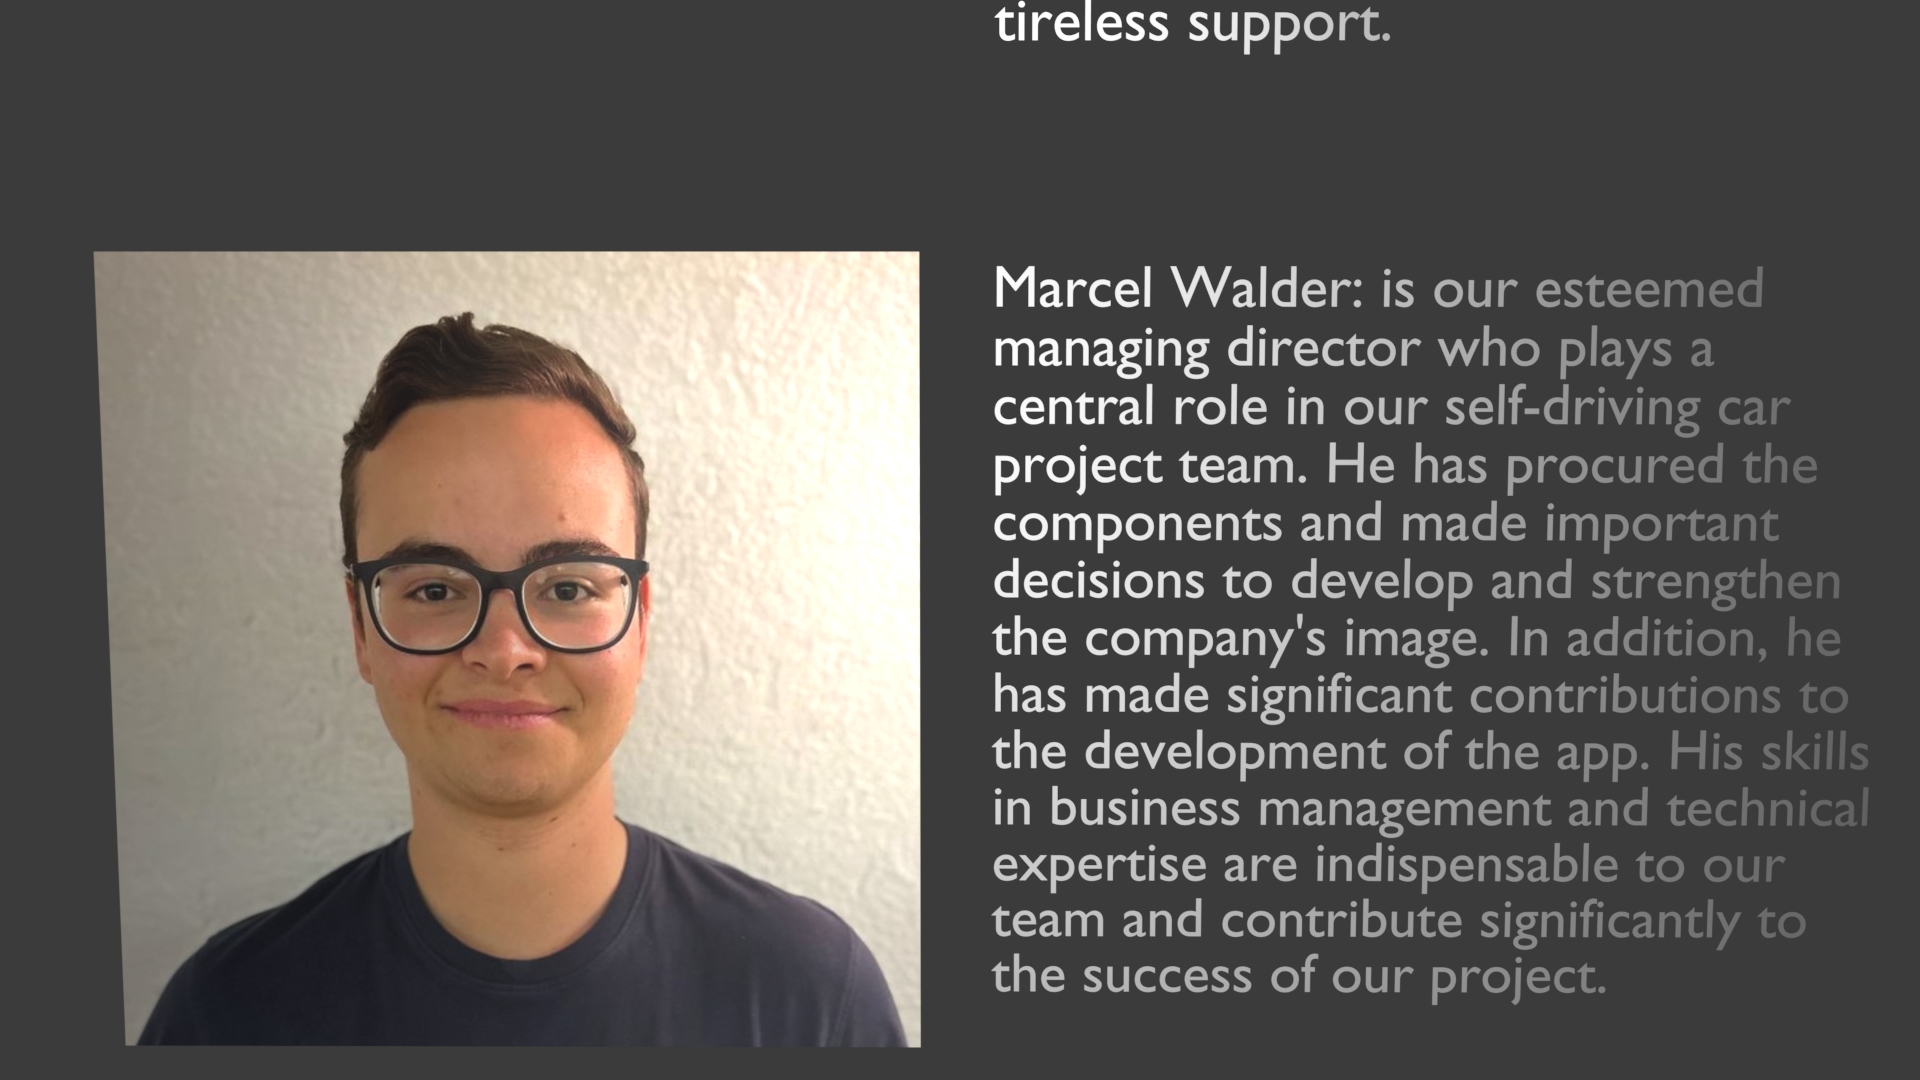 tireless support.
Marcel Walder: is our esteemed
managing director who plays a
central role in our self-driving car
project team. He has procured the
components and made important
decisions to develop and strengthen
the company's image. In addition, he
has made significant contributions to
the development of the app. His skills
in business management and technical
expertise are indispensable to our
team and contribute significantly to
the success of our project.